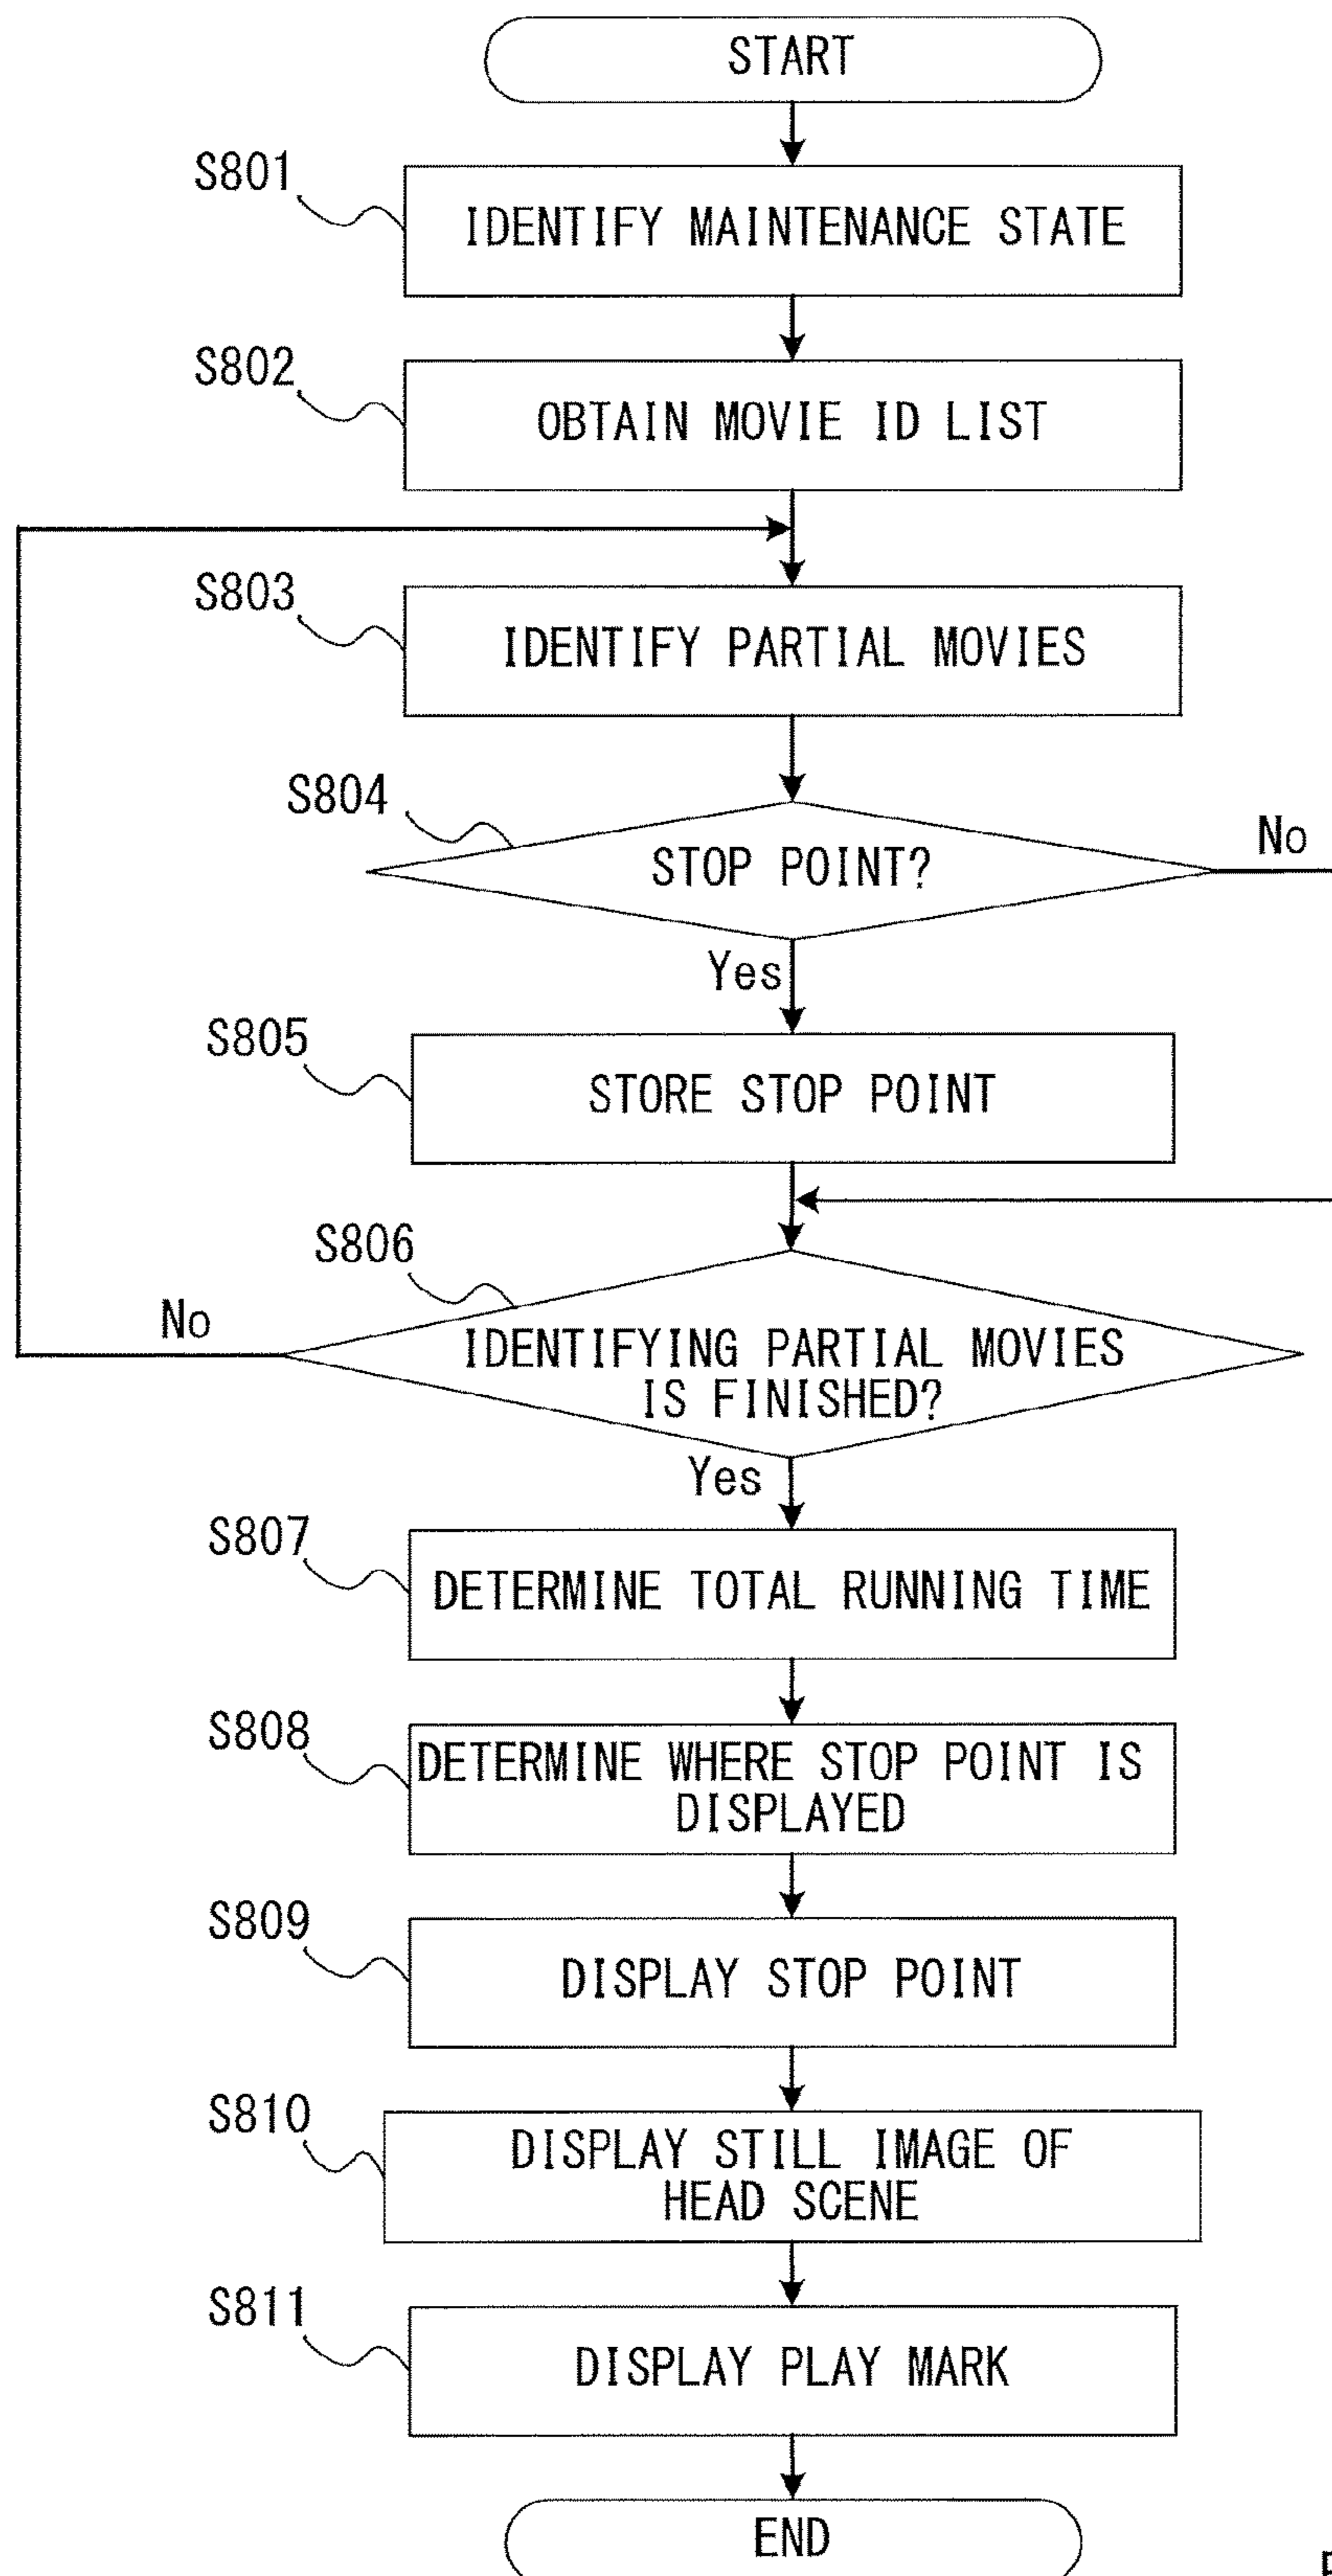 START
S801
IDENTIFY MAINTENANCE STATE
S802
OBTAIN MOVIE ID LIST
S803
IDENTIFY PARTIAL MOVIES
S804
STOP POINT?
No
Yes
S805
STORE STOP POINT
S806
No
IDENTIFYING PARTIAL MOVIES
IS FINISHED?
Yes
S807
DETERMINE TOTAL RUNNING TIME
S808
DETERMINE WHERE STOP POINT IS
DISPLAYED
S809
DISPLAY STOP POINT
S810
DISPLAY STILL IMAGE OF
HEAD SCENE
S811
DISPLAY PLAY MARK
END